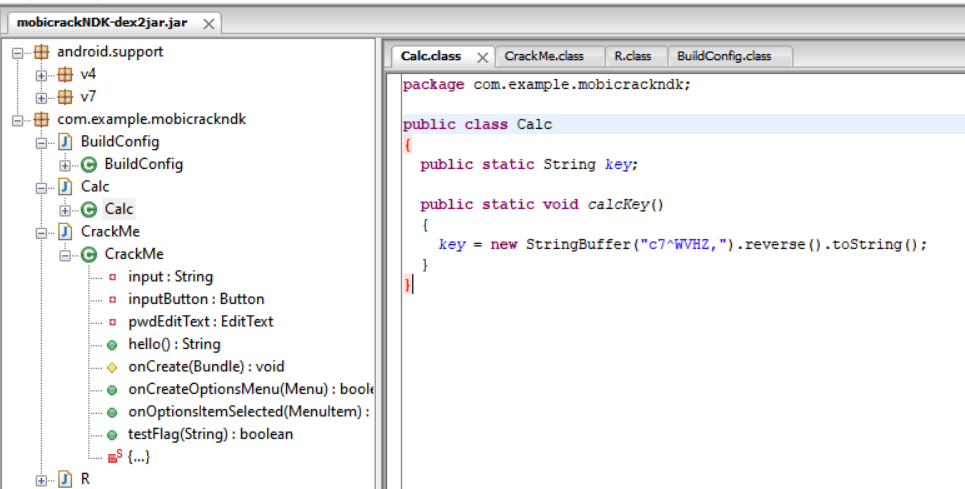 mobicrackNDK-dex2jar.jar
android.support
v4
v7
com.example.mobicrackndk
BuildConfig
BuildConfig
Calc
Calc
CrackMe
CrackMe
input : String
inputButton : Button
pwdEditText : EditText
hello() : String
onCreate(Bundle) : void
onCreateOptionsMenu(Menu) : boole
onOptionsItemSelected(MenuItem) :
testFlag(String) : boolean
{...}
R
Calc.class CrackMe.class R.class BuildConfig.class
package com.example.mobicrackndk;
public class Calc
{
public static String key;
public static void calcKey()
{
key = new StringBuffer("c7^WVHZ,").reverse().toString();
}
}